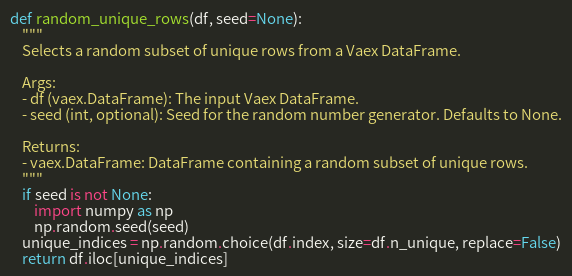 def random_unique_rows(df, seed=None):
"""
Selects a random subset of unique rows from a Vaex DataFrame.
Args:
- df (vaex.DataFrame): The input Vaex DataFrame.
- seed (int, optional): Seed for the random number generator. Defaults to None.
Returns:
- vaex.DataFrame: DataFrame containing a random subset of unique rows.
"""
if seed is not None:
import numpy as np
np.random.seed(seed)
unique_indices = np.random.choice(df.index, size=df.n_unique, replace=False)
return df.iloc[unique_indices]